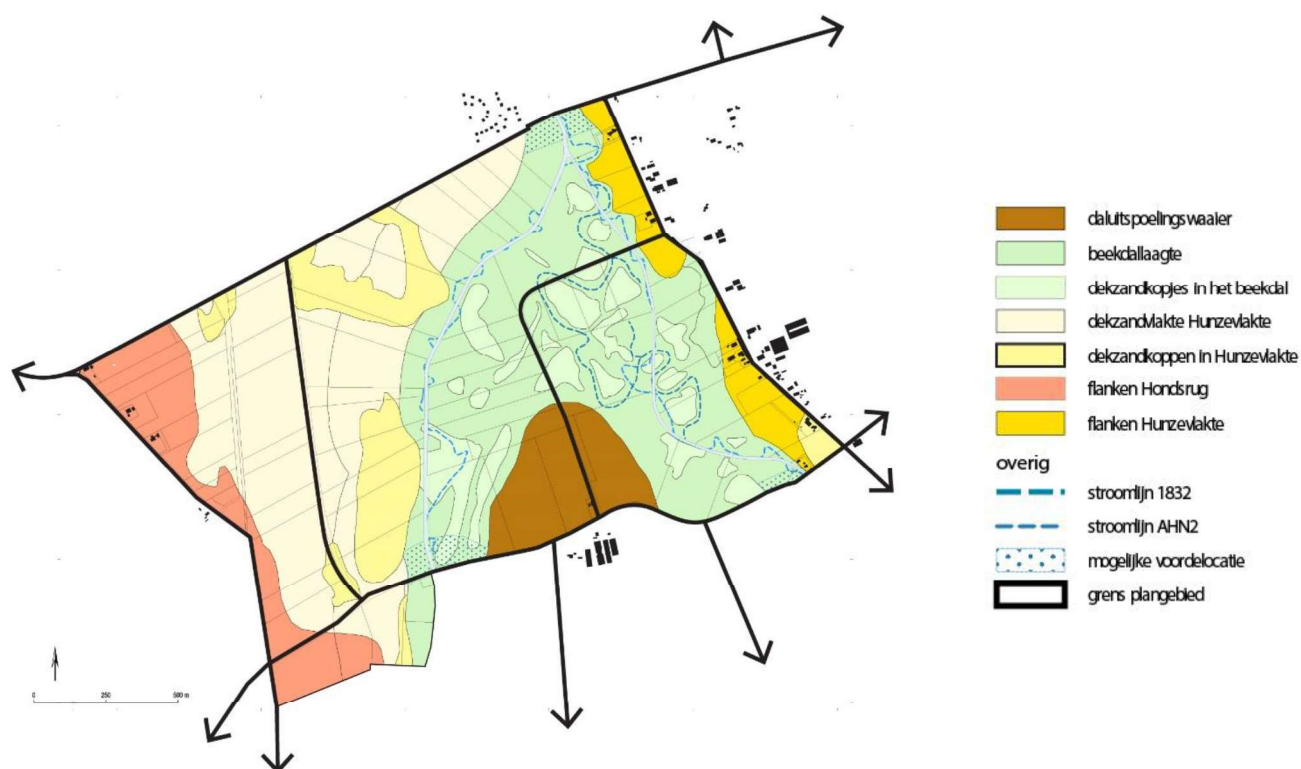 daluitspoelingswaaier
beekdallaagte
dekzandkopjes in het beekdal
dekzandvlakte Hunzevlakte
dekzandkoppen in Hunzevlakte
flanken Hondsrug
flanken Hunzevlakte
overig
stroomlijn 1832
stroomlijn AHN2
mogelijke voordelocatie
grens plangebied
0 250 500 m